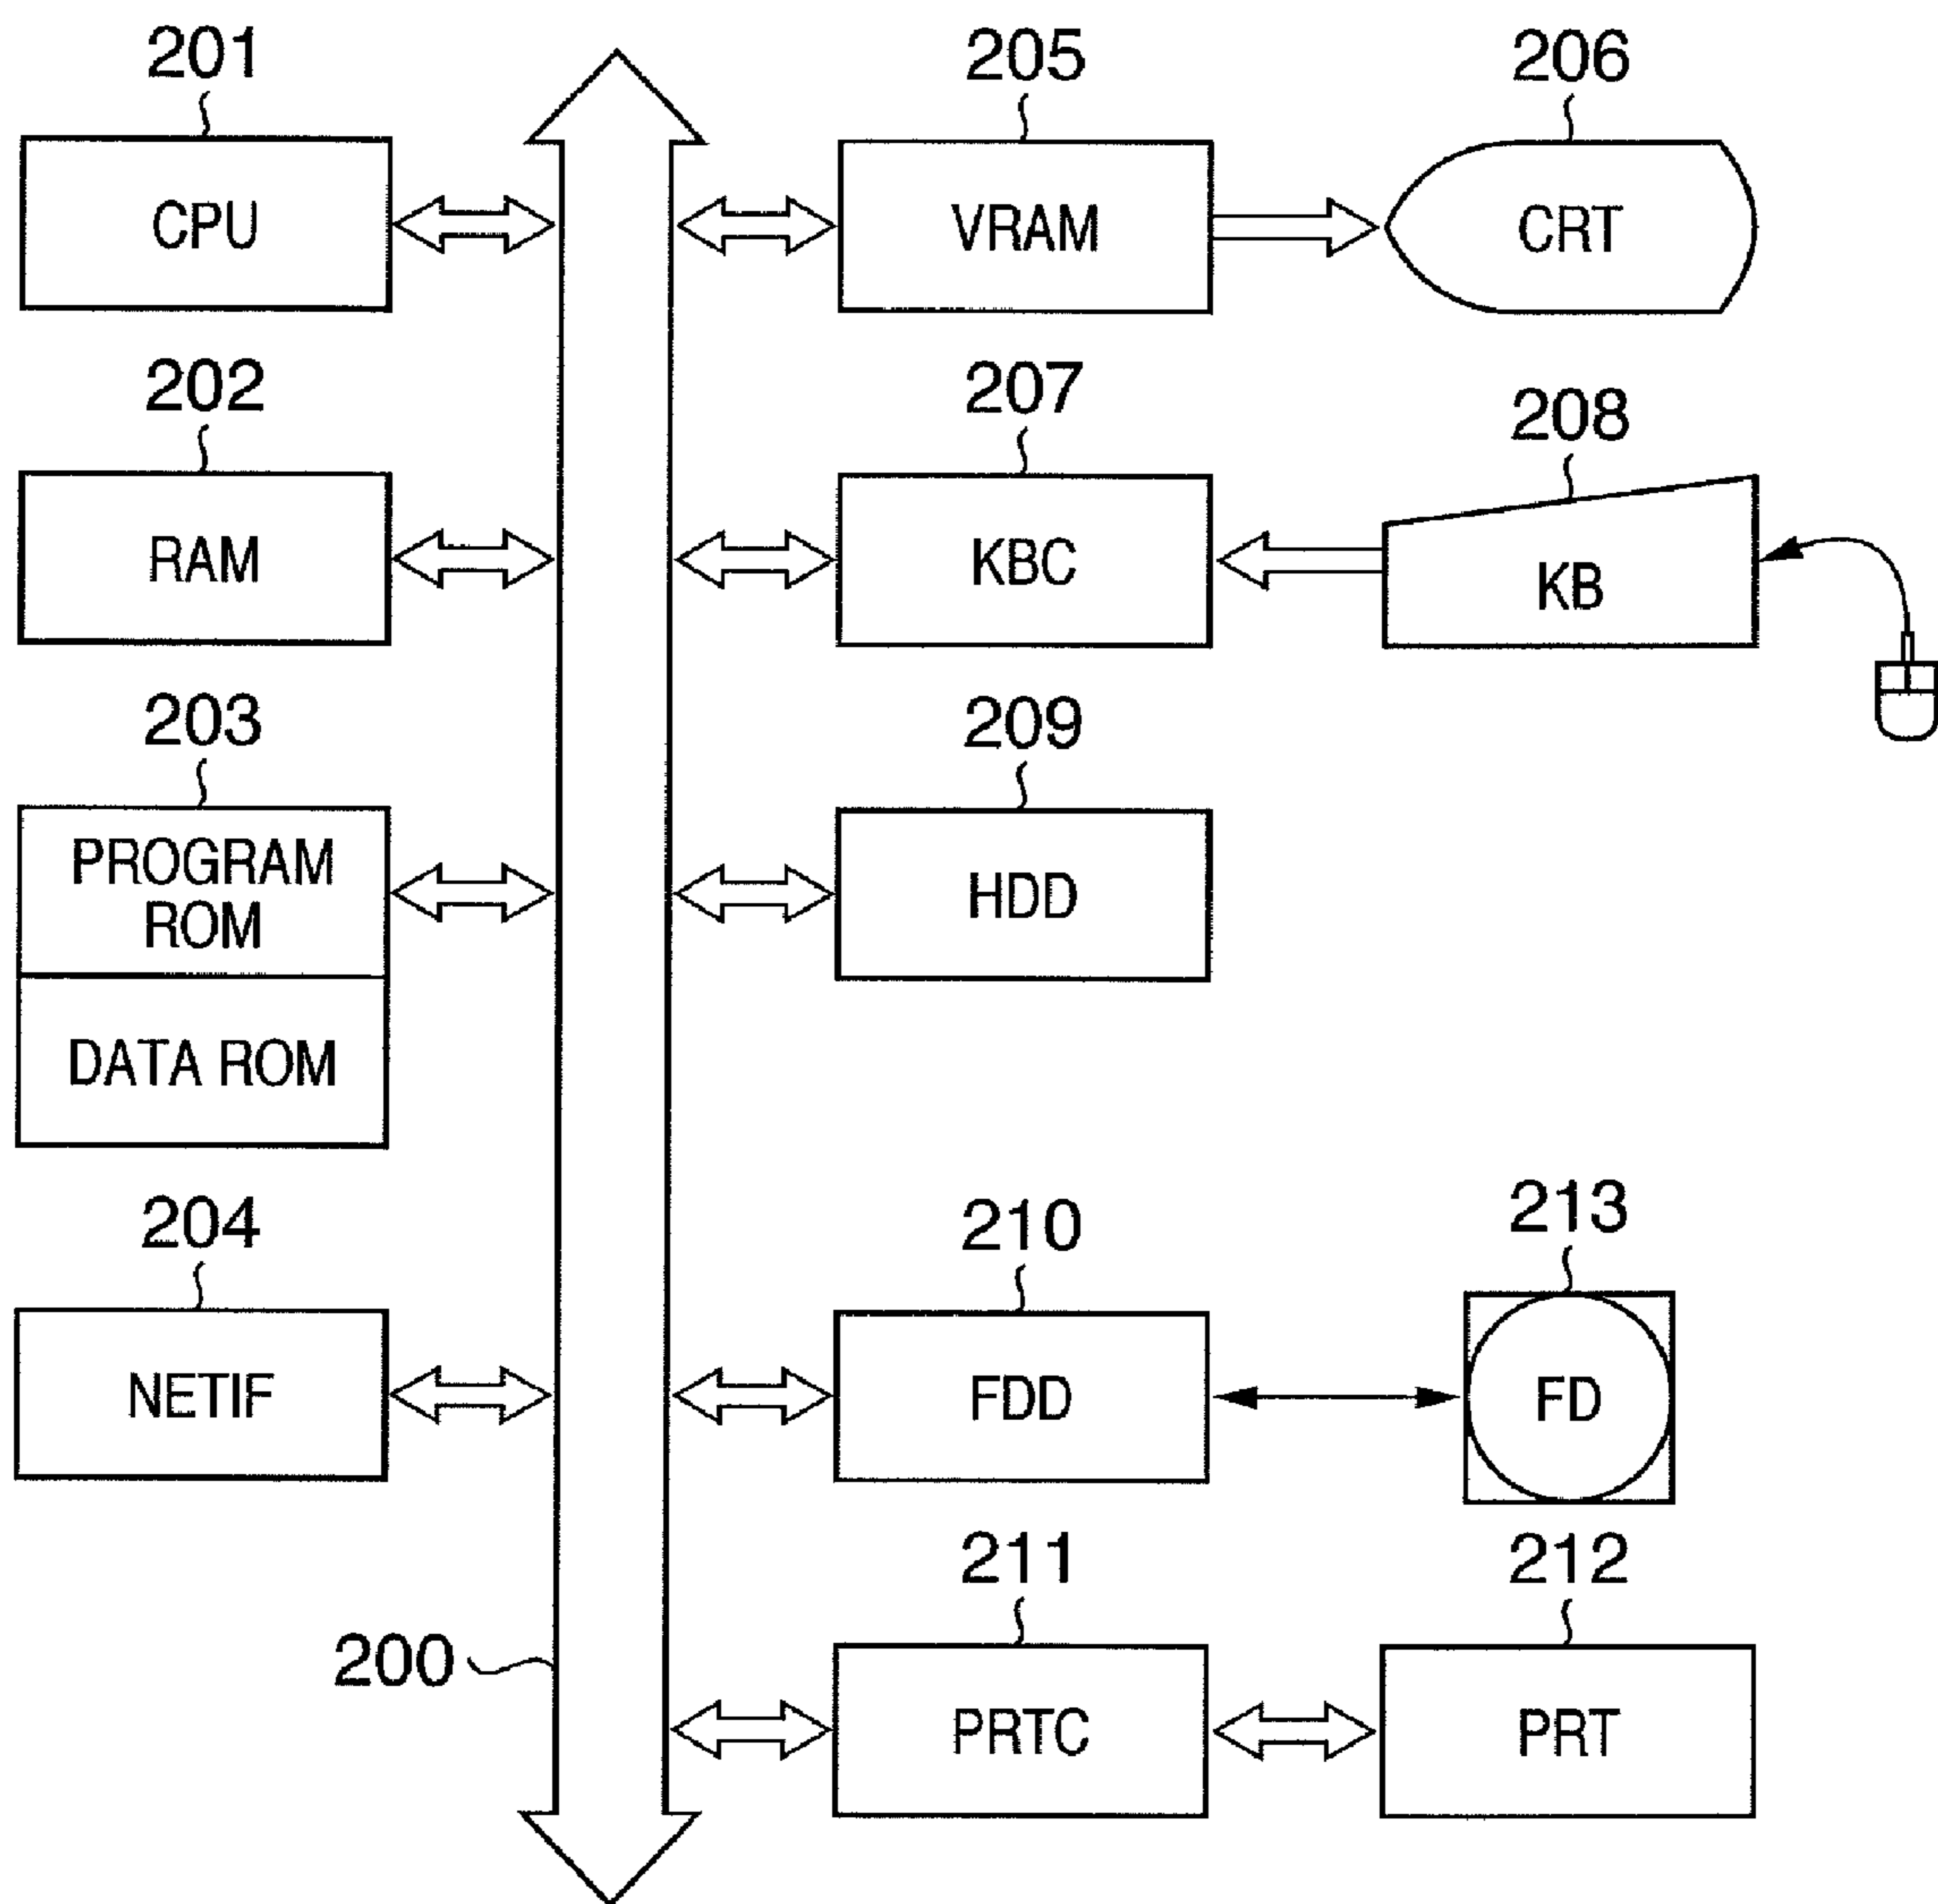 201
CPU
205
VRAM
206
CRT
202
RAM
207
KBC
208
KB
203
PROGRAM
ROM
DATA ROM
209
HDD
204
NETIF
210
FDD
213
FD
200
211
PRTC
212
PRT